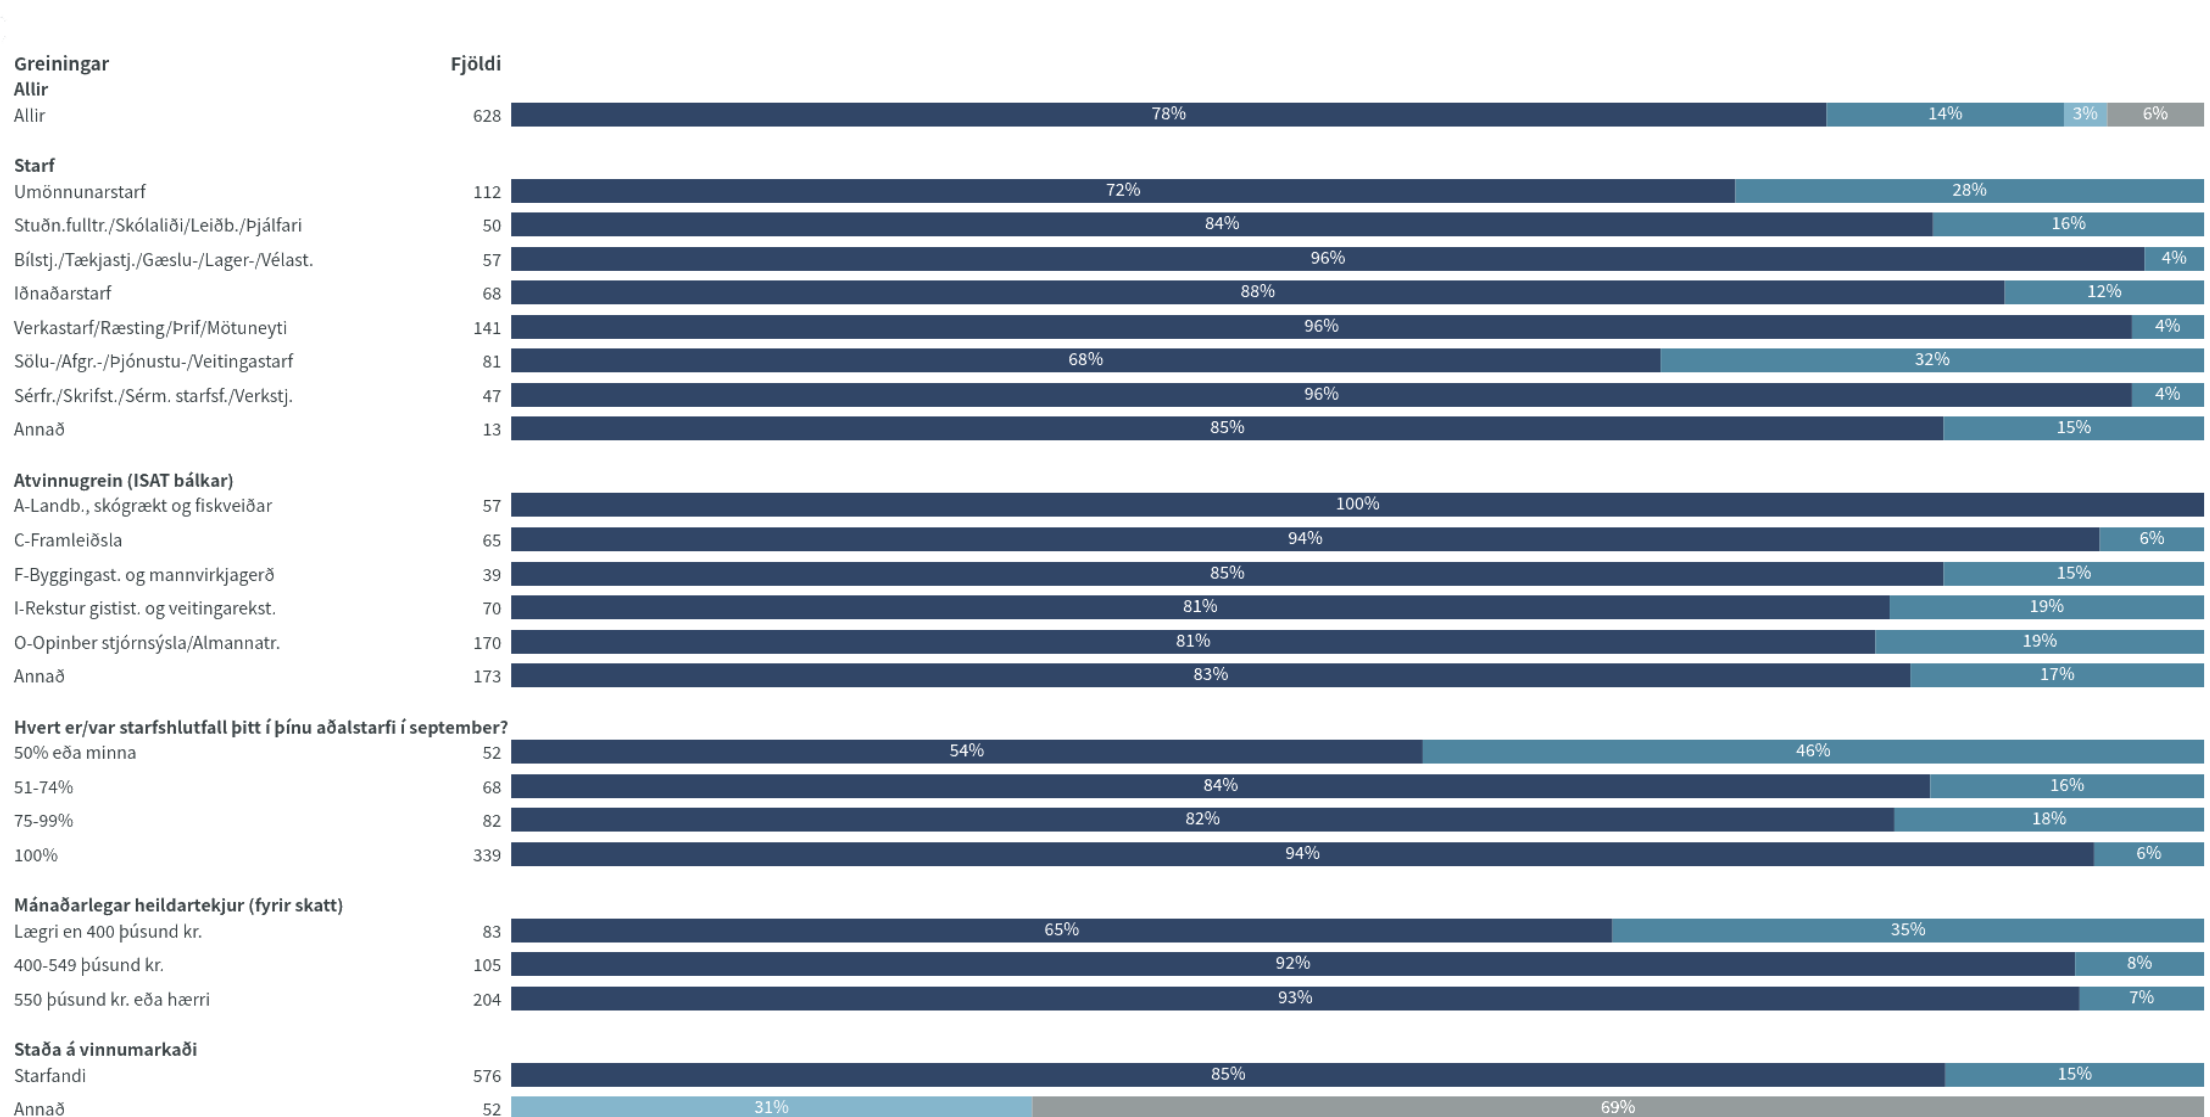 Greiningar Fjöldi
Allir
Allir 628 78% 14% 3% 6%
Starf
Umönnunarstarf 112 72% 28%
Stuðn.fulltr./Skólaliði/Leiðb./Þjálfari 50 84% 16%
Bílstj./Tækjastj./Gæslu-/Lager-/Vélast. 57 96% 4%
Iðnaðarstarf 68 88% 12%
Verkastarf/Ræsting/Þrif/Mötuneyti 141 96% 4%
Sölu-/Afgr.-/Þjónustu-/Veitingastarf 81 68% 32%
Sérfr./Skrifst./Sérm. starfsf./Verkstj. 47 96% 4%
Annað 13 85% 15%
Atvinnugrein (ISAT bálkar)
A-Landb., skógrækt og fiskveiðar 57 100%
C-Framleiðsla 65 94% 6%
F-Byggingast. og mannvirkjagerð 39 85% 15%
I-Rekstur gistist. og veitingarekst. 70 81% 19%
O-Opinber stjórnsýsla/Almannatr. 170 81% 19%
Annað 173 83% 17%
Hvert er/var starfshlutfall þitt í þínu aðalstarfi í september?
50% eða minna 52 54% 46%
51-74% 68 84% 16%
75-99% 82 82% 18%
100% 339 94% 6%
Mánaðarlegar heildartekjur (fyrir skatt)
Lægri en 400 þúsund kr. 83 65% 35%
400-549 þúsund kr. 105 92% 8%
550 þúsund kr. eða hærri 204 93% 7%
Staða á vinnumarkaði
Starfandi 576 85% 15%
Annað 52 31% 69%